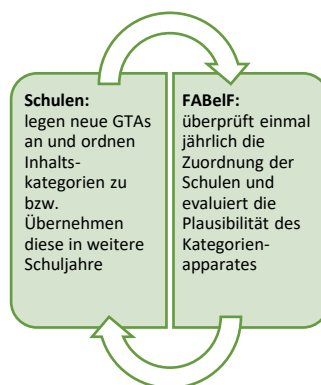 Schulen:
legen neue GTAs
an und ordnen
Inhalts-
kategorien zu
bzw.
Übernehmen
diese in weitere
Schuljahre
FABelF:
überprüft einmal
jährlich die
Zuordnung der
Schulen und
evaluiert die
Plausibilität des
Kategorien-
apparates